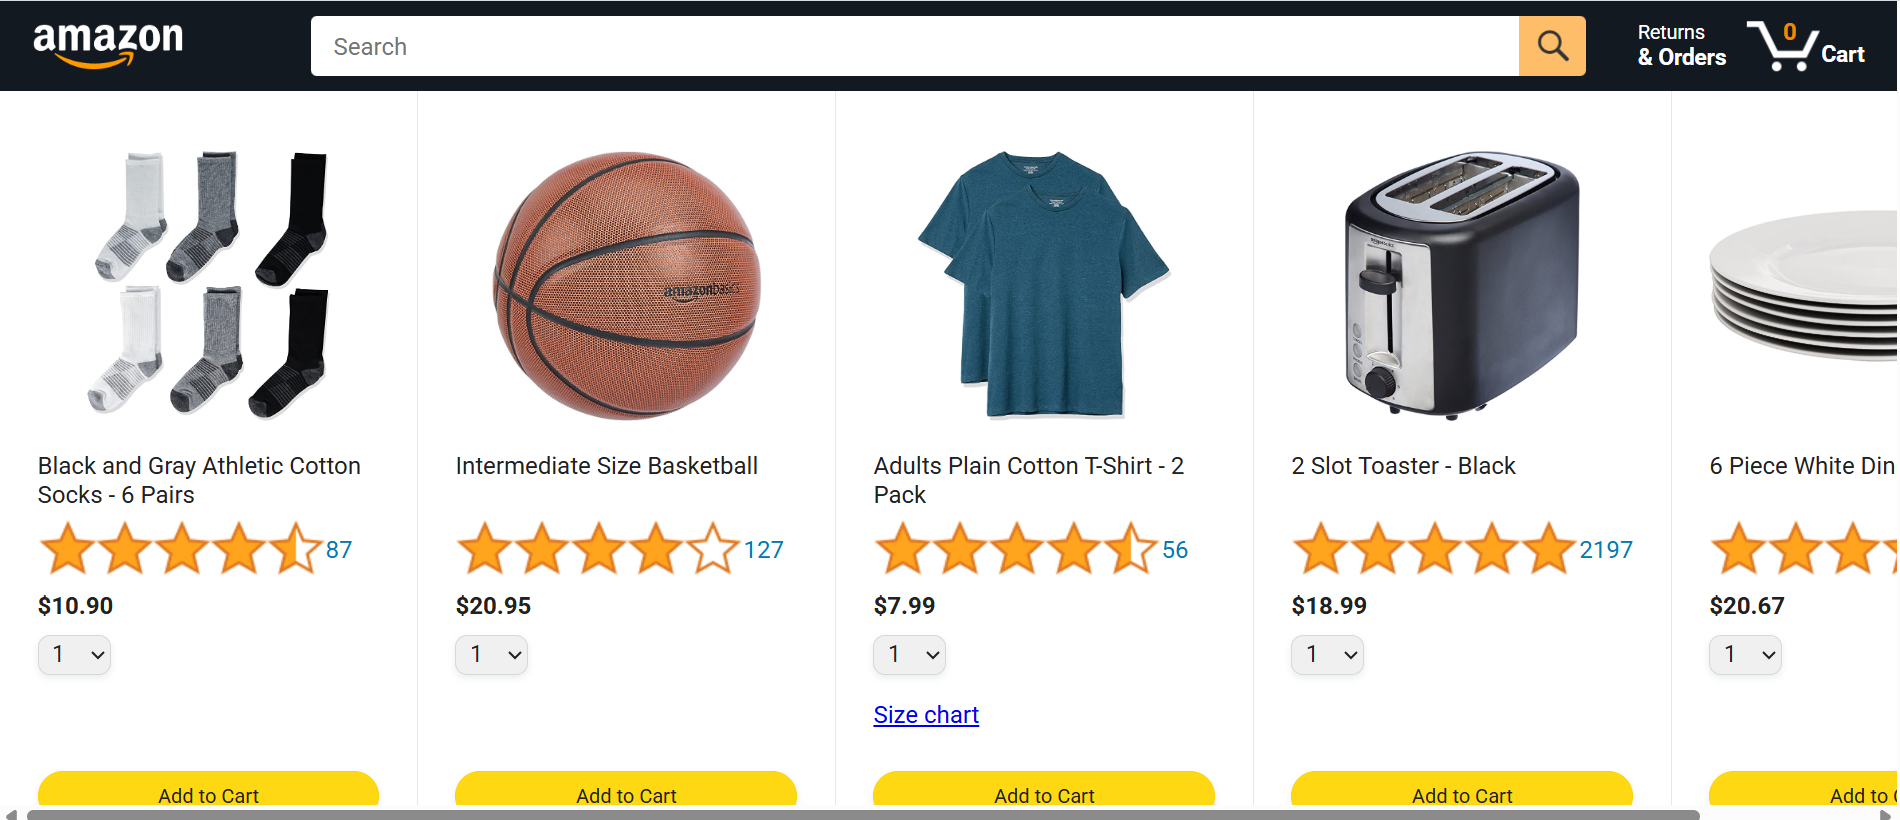 amazon
Search
Returns
& Orders
0
Cart
amazonbasics
Black and Gray Athletic Cotton
Socks - 6 Pairs
87
$10.90
1
Add to Cart
Intermediate Size Basketball
127
$20.95
1
Add to Cart
Adults Plain Cotton T-Shirt - 2
Pack
56
$7.99
1
Size chart
Add to Cart
2 Slot Toaster - Black
2197
$18.99
1
Add to Cart
6 Piece White Din
$20.67
1
Add to